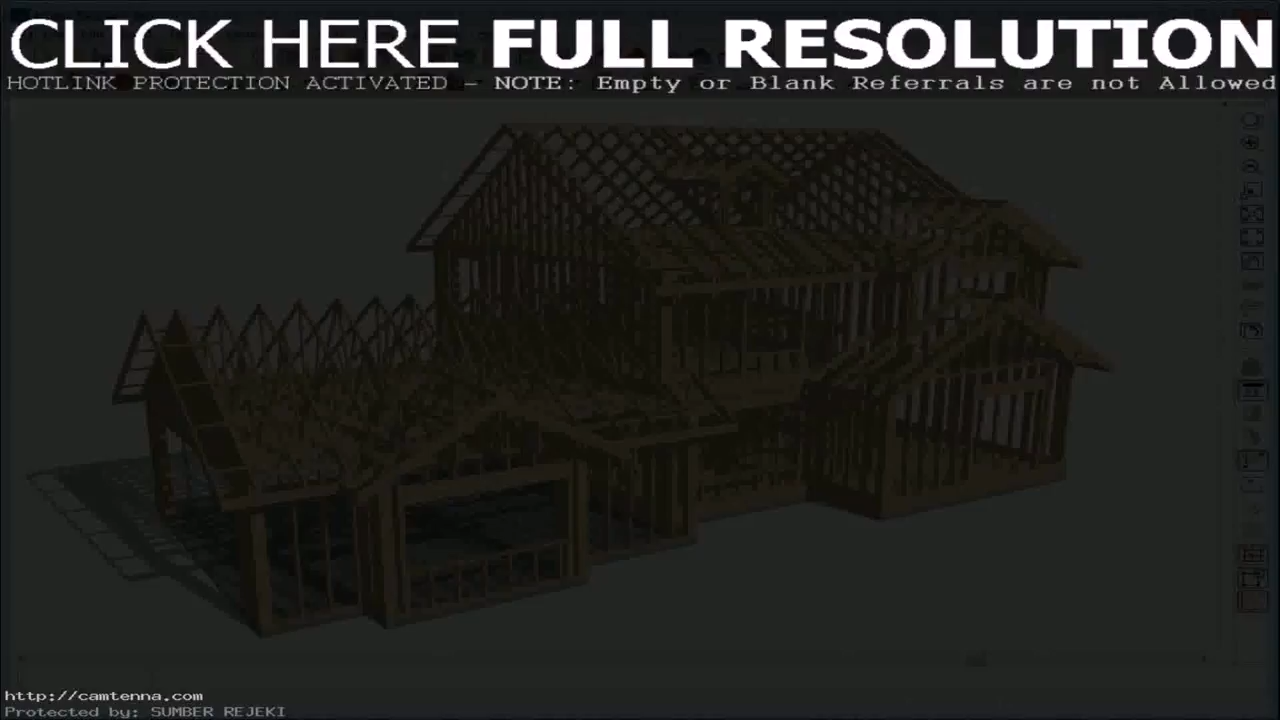 CLICK HERE FULL RESOLUTION
HOTLINK PROTECTION ACTIVATED - NOTE: Empty or Blank Referrals are not Allowed
http://camtenna.com
Protected by: SUMBER REJEKI